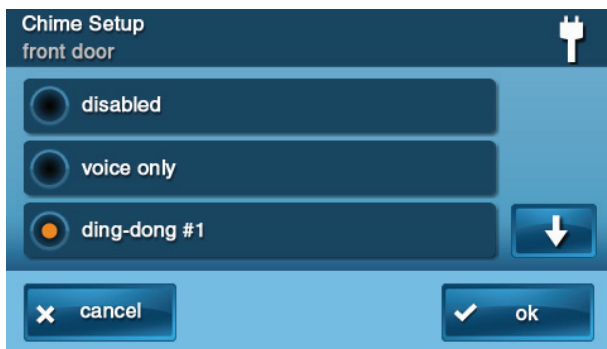 Chime Setup
front door
disabled
voice only
ding-dong #1
cancel
ok